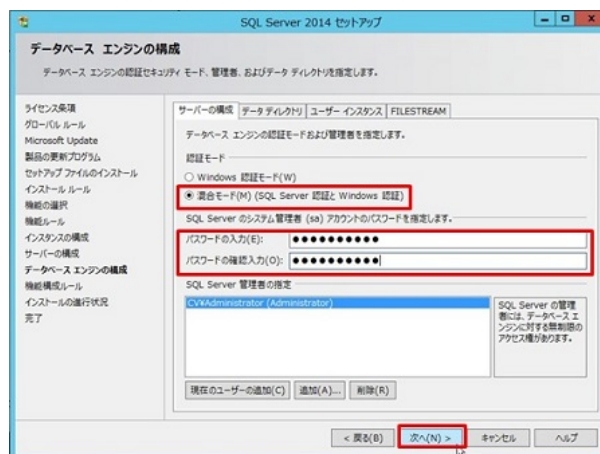 SQL Server 2014 セットアップ
データベース エンジンの構成
データベース エンジンの認証セキュリティ モード、管理者、およびデータ ディレクトリを指定します。
ライセンス条項
グローバル ルール
Microsoft Update
製品の更新プログラム
セットアップ ファイルのインストール
インストール ルール
機能の選択
機能ルール
インスタンスの構成
サーバーの構成
データベース エンジンの構成
機能構成ルール
インストールの進行状況
完了
サーバーの構成 データ ディレクトリ ユーザー インスタンス FILESTREAM
データベース エンジンの認証モードおよび管理者を指定します。
認証モード
Windows 認証モード(W)
混合モード(M) (SQL Server 認証と Windows 認証)
SQL Server のシステム管理者 (sa) アカウントのパスワードを指定します。
パスワードの入力(E): ●●●●●●●●●●
パスワードの確認入力(O): ●●●●●●●●●●
SQL Server 管理者の指定
CV¥Administrator (Administrator)
SQL Server の管理
者には、データベース エ
ンジンに対する無制限の
アクセス権があります。
現在のユーザーの追加(C) 追加(A)... 削除(R)
< 戻る(B) 次へ(N) > キャンセル ヘルプ